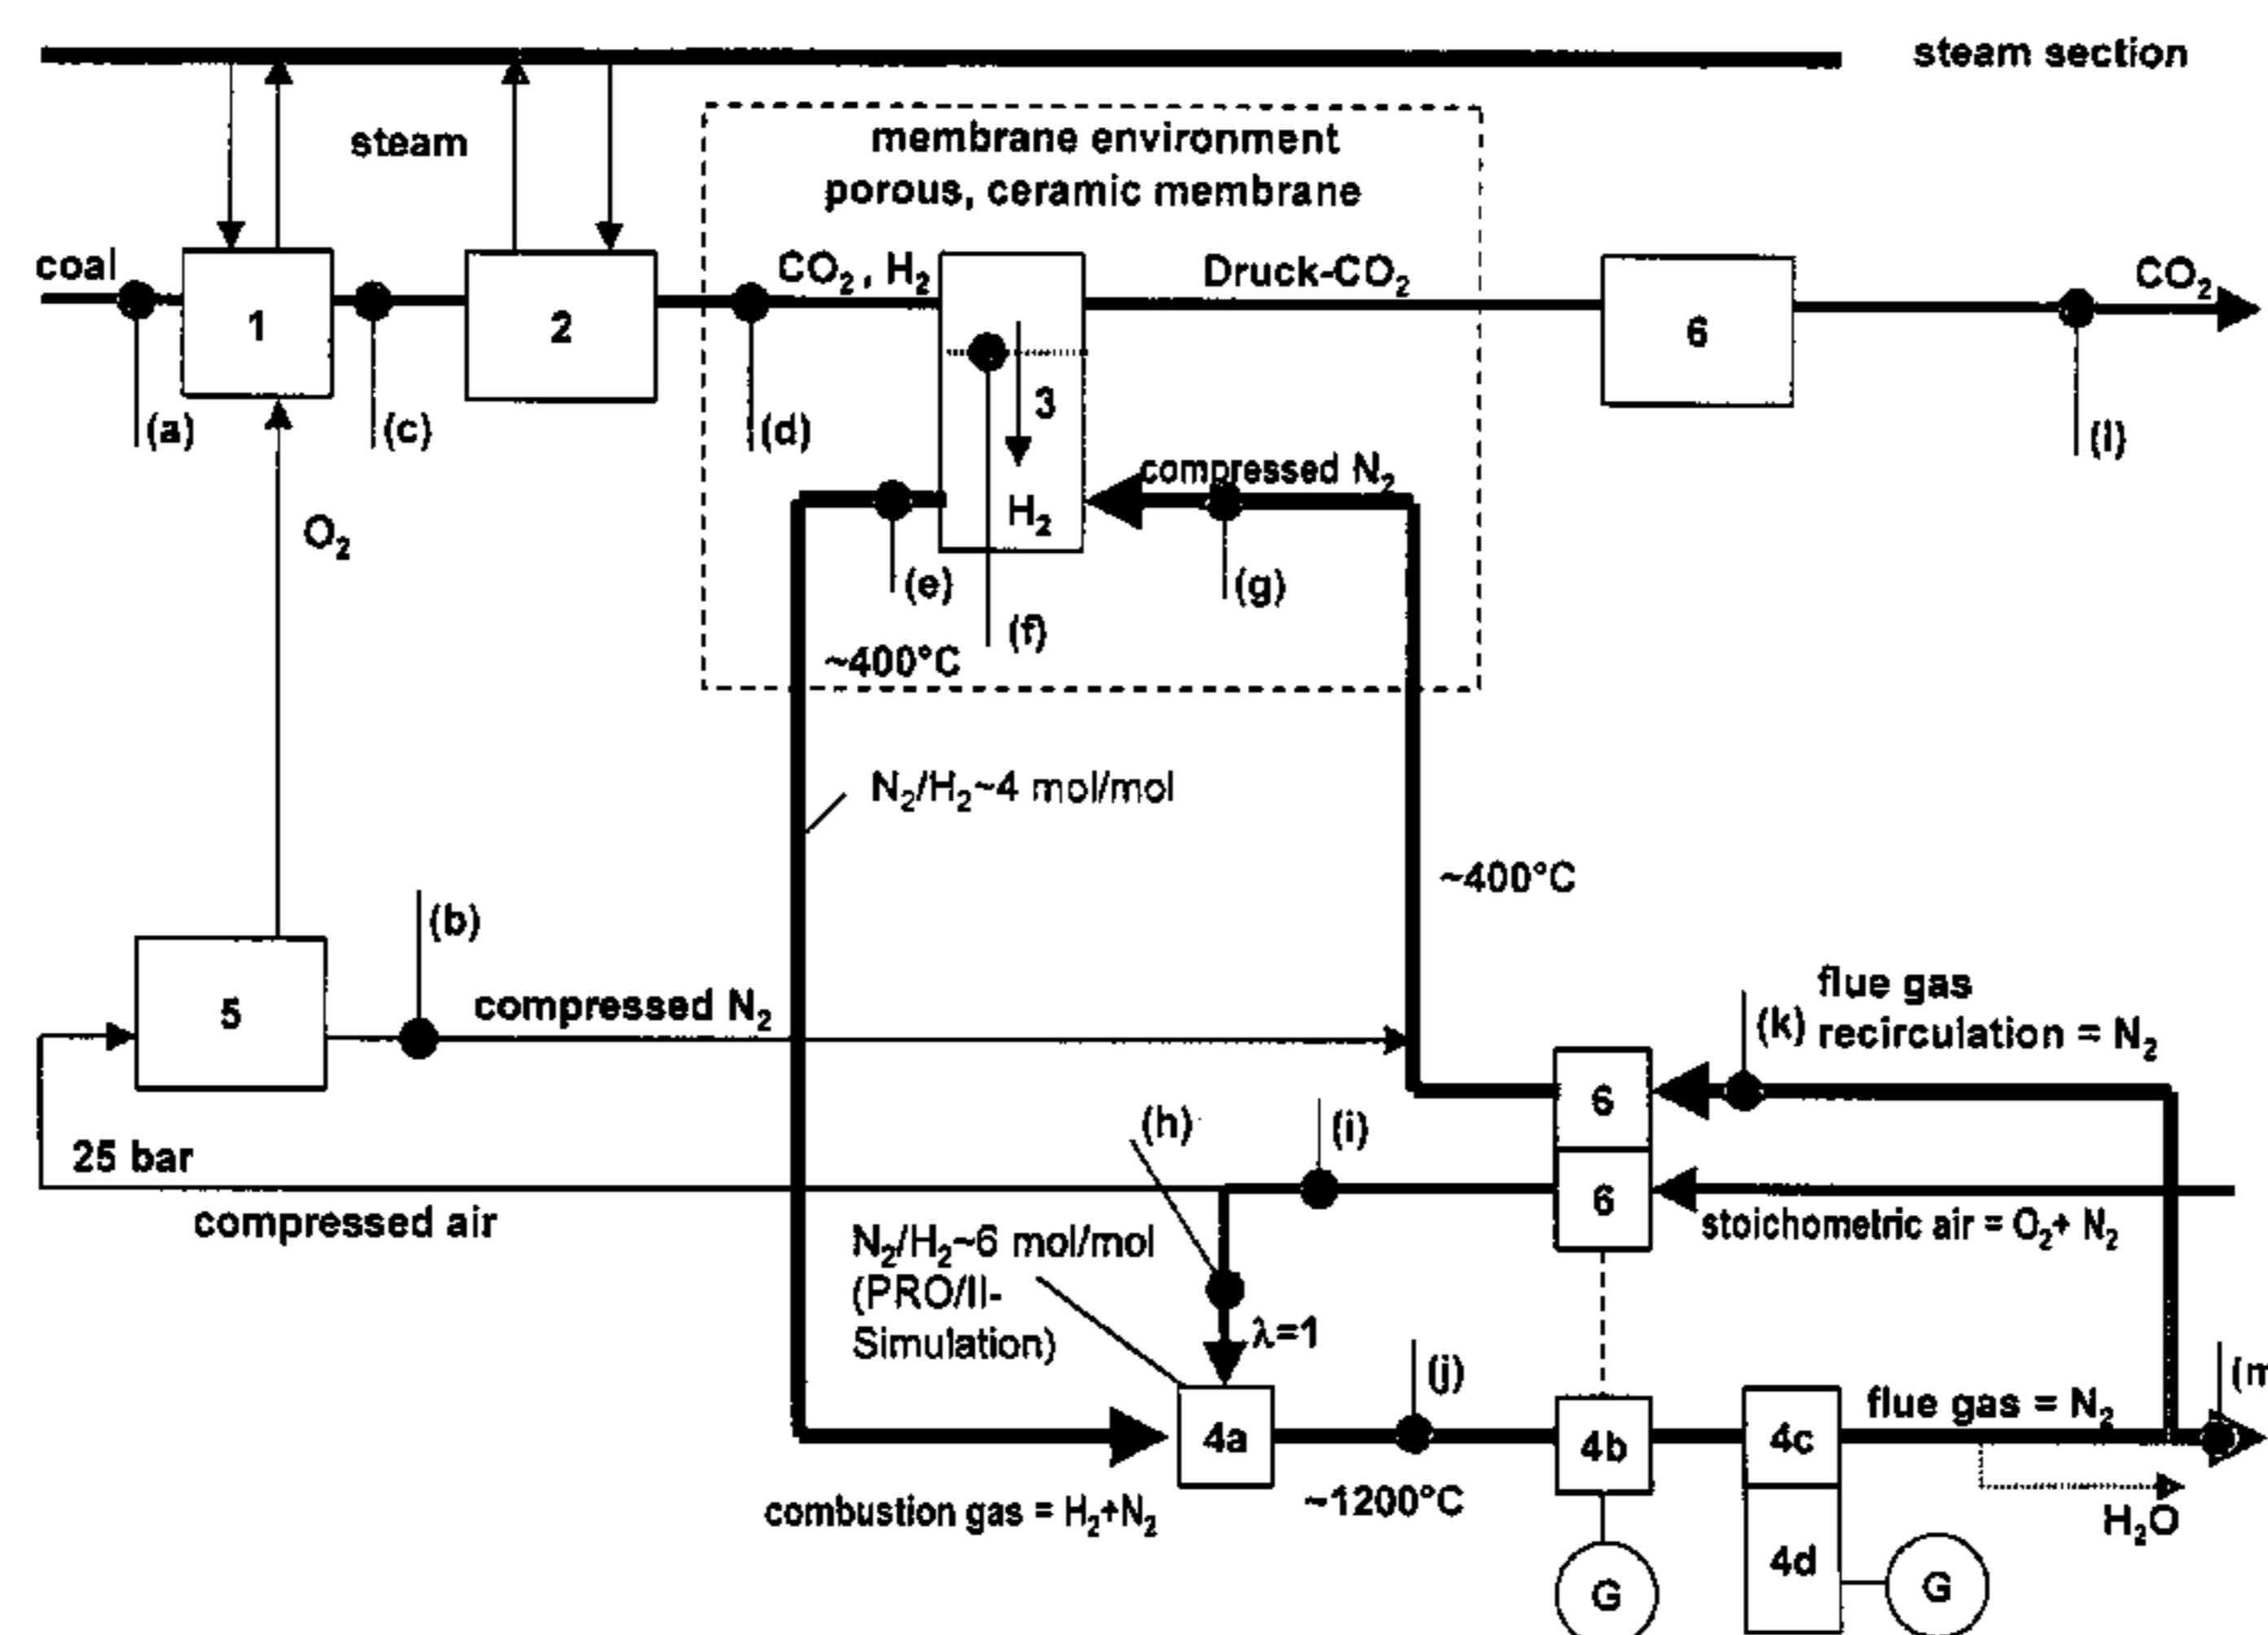 steam section
steam
membrane environment
porous, ceramic membrane
coal
1
2
CO₂, H₂
Druck-CO₂
6
CO₂
(a)
(c)
(d)
3
(l)
compressed N₂
H₂
O₂
(e)
(g)
(f)
~400°C
N₂/H₂~4 mol/mol
~400°C
(b)
5
compressed N₂
flue gas
(k) recirculation = N₂
6
(h)
(i)
25 bar
6
compressed air
stoichometric air = O₂+ N₂
N₂/H₂~6 mol/mol
(PRO/II-
Simulation)
λ=1
(j)
(m
flue gas = N₂
4a
4b
4c
~1200°C
combustion gas = H₂+N₂
H₂O
4d
G
G